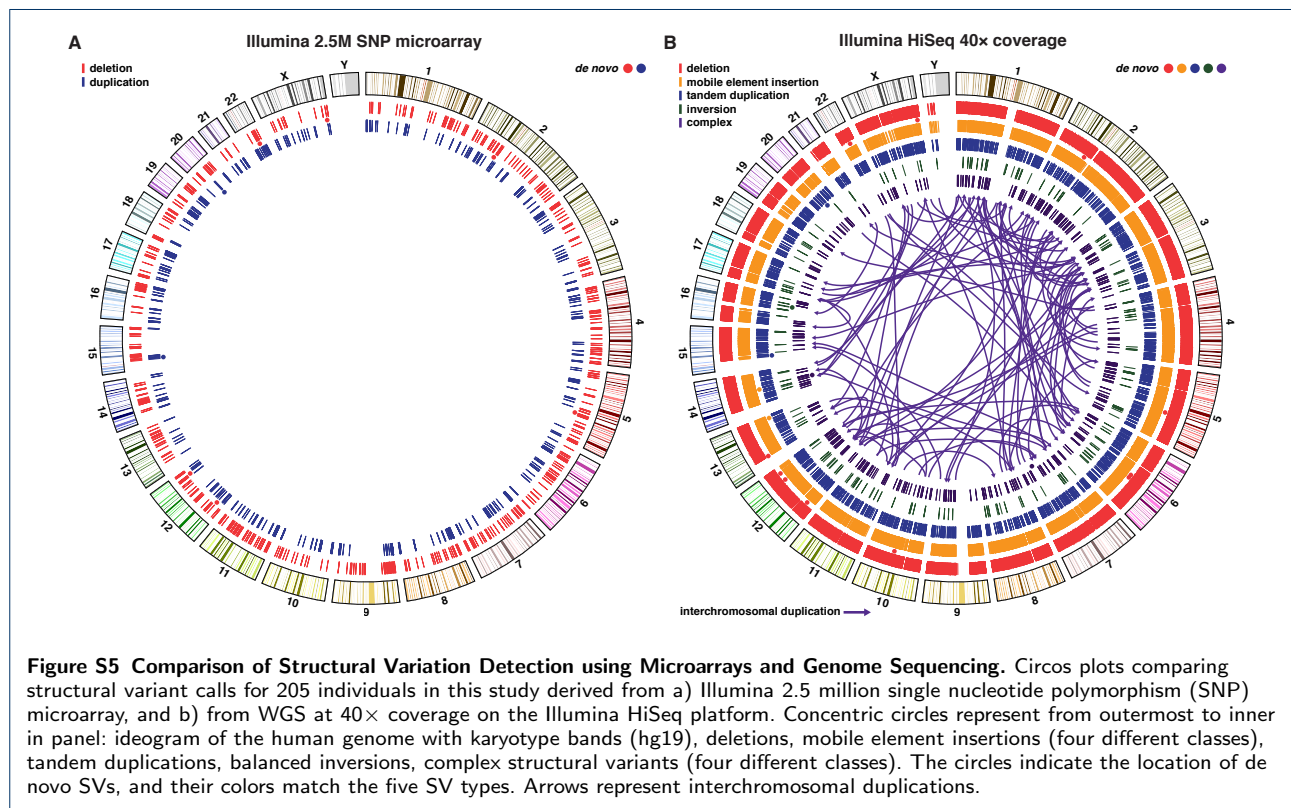 A
Illumina 2.5M SNP microarray
deletion
duplication
de novo
1
2
3
4
5
6
7
8
9
10
11
12
13
14
15
16
17
18
19
20
21
22
X
Y
B
Illumina HiSeq 40× coverage
deletion
mobile element insertion
tandem duplication
inversion
complex
de novo
1
2
3
4
5
6
7
8
9
10
11
12
13
14
15
16
17
18
19
20
21
22
X
Y
interchromosomal duplication
Figure S5 Comparison of Structural Variation Detection using Microarrays and Genome Sequencing. Circos plots comparing
structural variant calls for 205 individuals in this study derived from a) Illumina 2.5 million single nucleotide polymorphism (SNP)
microarray, and b) from WGS at 40× coverage on the Illumina HiSeq platform. Concentric circles represent from outermost to inner
in panel: ideogram of the human genome with karyotype bands (hg19), deletions, mobile element insertions (four different classes),
tandem duplications, balanced inversions, complex structural variants (four different classes). The circles indicate the location of de
novo SVs, and their colors match the five SV types. Arrows represent interchromosomal duplications.